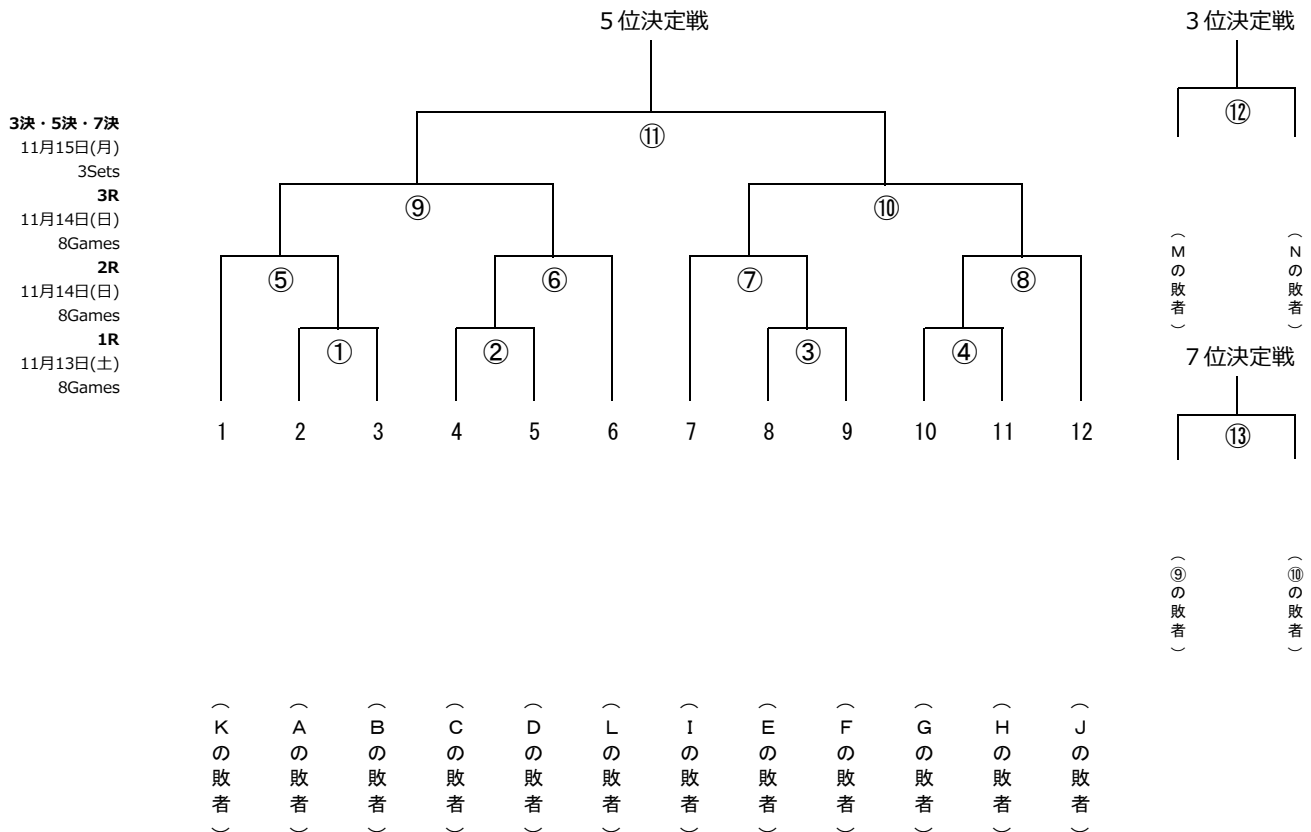 ５位決定戦
３位決定戦
3決・5決・7決
11月15日(月)
3Sets
3R
11月14日(日)
8Games
2R
11月14日(日)
8Games
1R
11月13日(土)
8Games
⑪
⑫
⑨
⑩
⑤
⑥
⑦
⑧
①
②
③
④
1 2 3 4 5 6 7 8 9 10 11 12
（Ｍの敗者）
（Ｎの敗者）
７位決定戦
⑬
（⑨の敗者）
（⑩の敗者）
（Ｋの敗者）
（Ａの敗者）
（Ｂの敗者）
（Ｃの敗者）
（Ｄの敗者）
（Ｌの敗者）
（Ｉの敗者）
（Ｅの敗者）
（Ｆの敗者）
（Ｇの敗者）
（Ｈの敗者）
（Ｊの敗者）